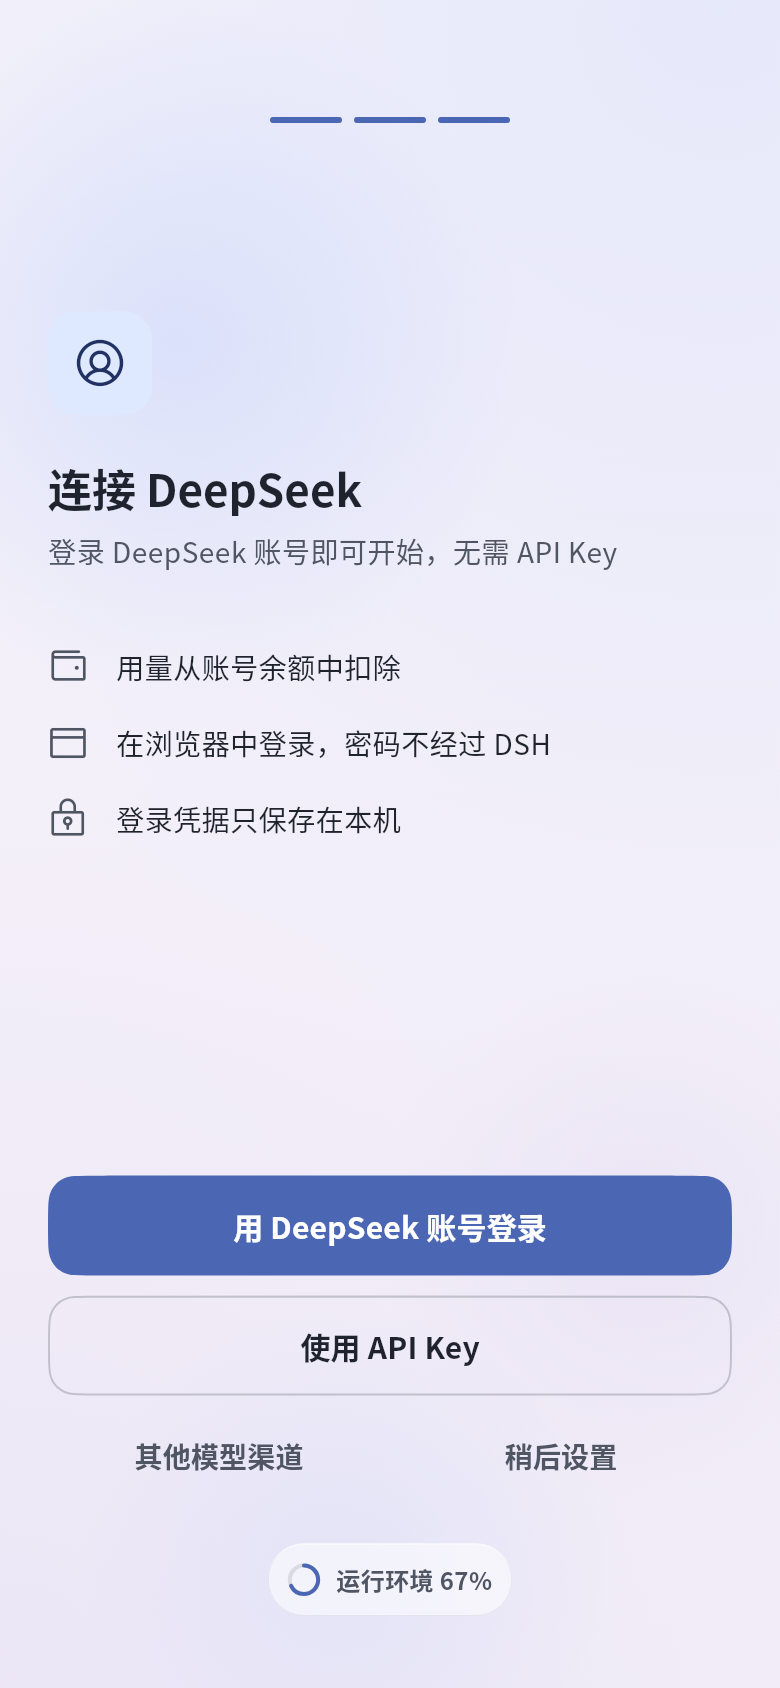 连接 DeepSeek
登录 DeepSeek 账号即可开始，无需 API Key
用量从账号余额中扣除
在浏览器中登录，密码不经过 DSH
登录凭据只保存在本机
用 DeepSeek 账号登录
使用 API Key
其他模型渠道
稍后设置
运行环境 67%